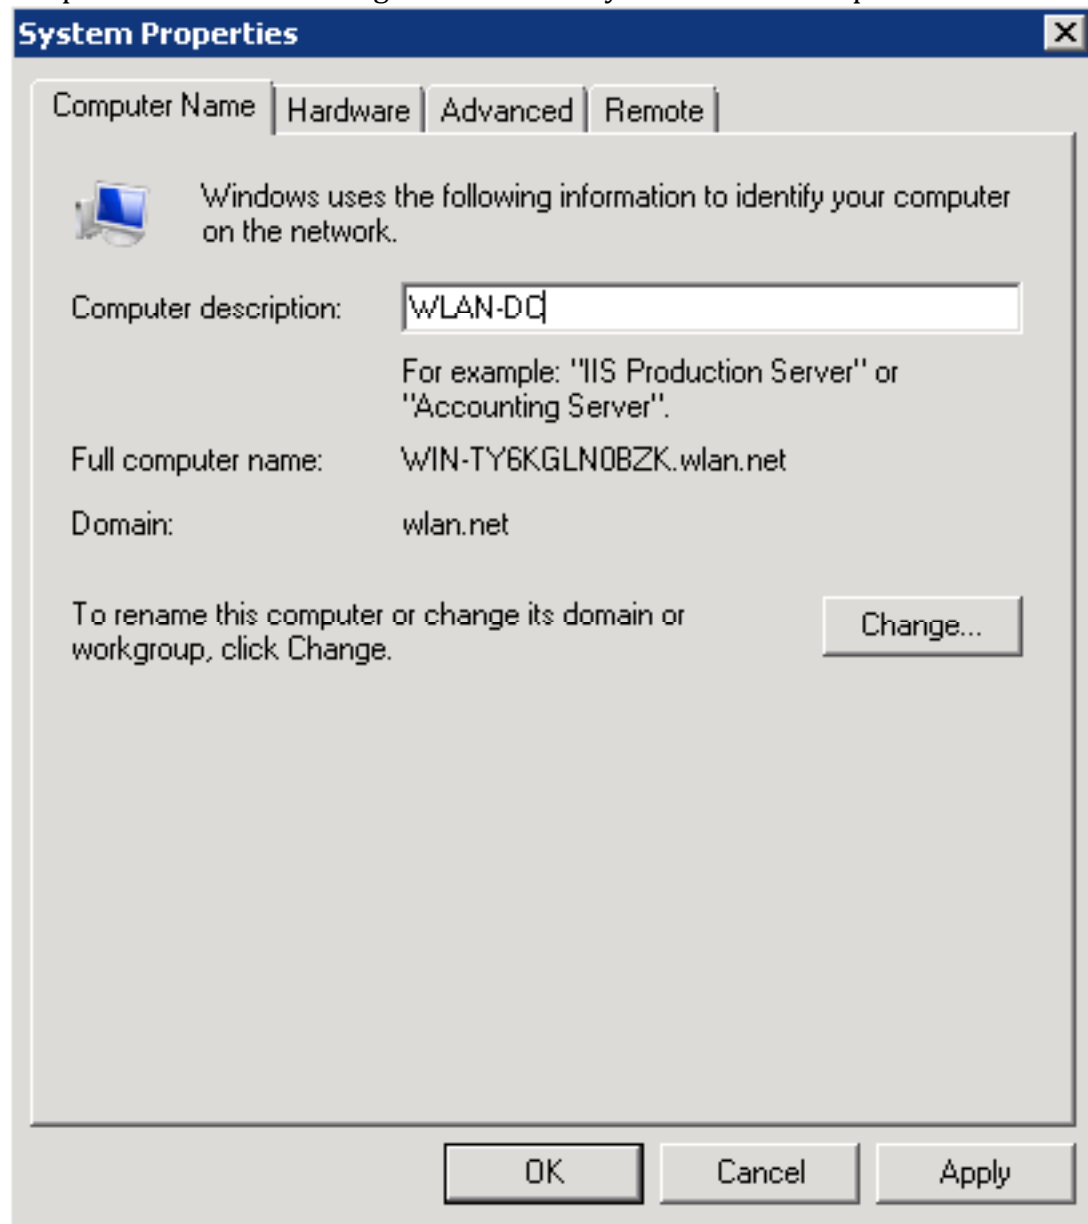 System Properties
Computer Name Hardware Advanced Remote
Windows uses the following information to identify your computer
on the network.
Computer description: WLAN-DC
For example: "IIS Production Server" or
"Accounting Server".
Full computer name: WIN-TY6KGLN0BZK.wlan.net
Domain: wlan.net
To rename this computer or change its domain or
workgroup, click Change.
Change...
OK Cancel Apply